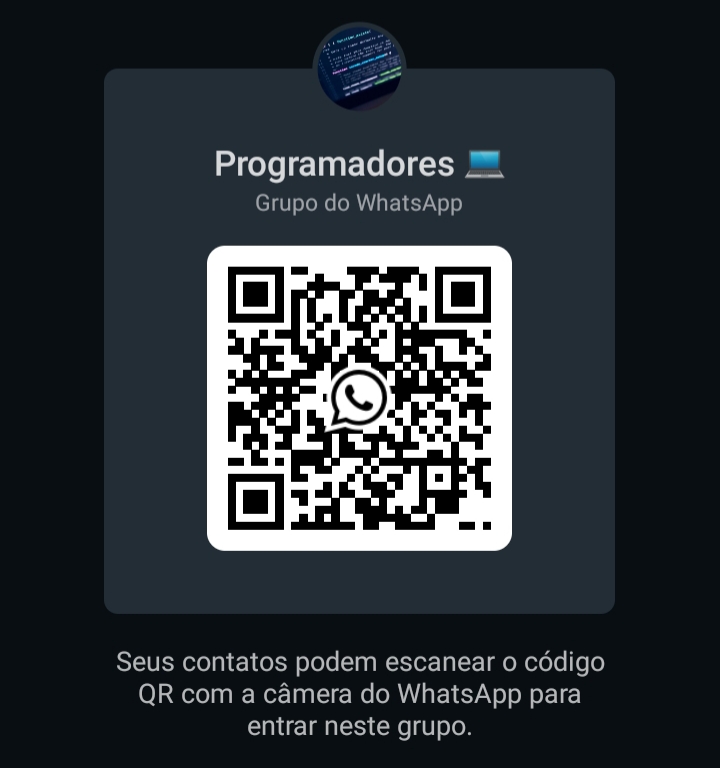 Programadores 💻
Grupo do WhatsApp
Seus contatos podem escanear o código
QR com a câmera do WhatsApp para
entrar neste grupo.